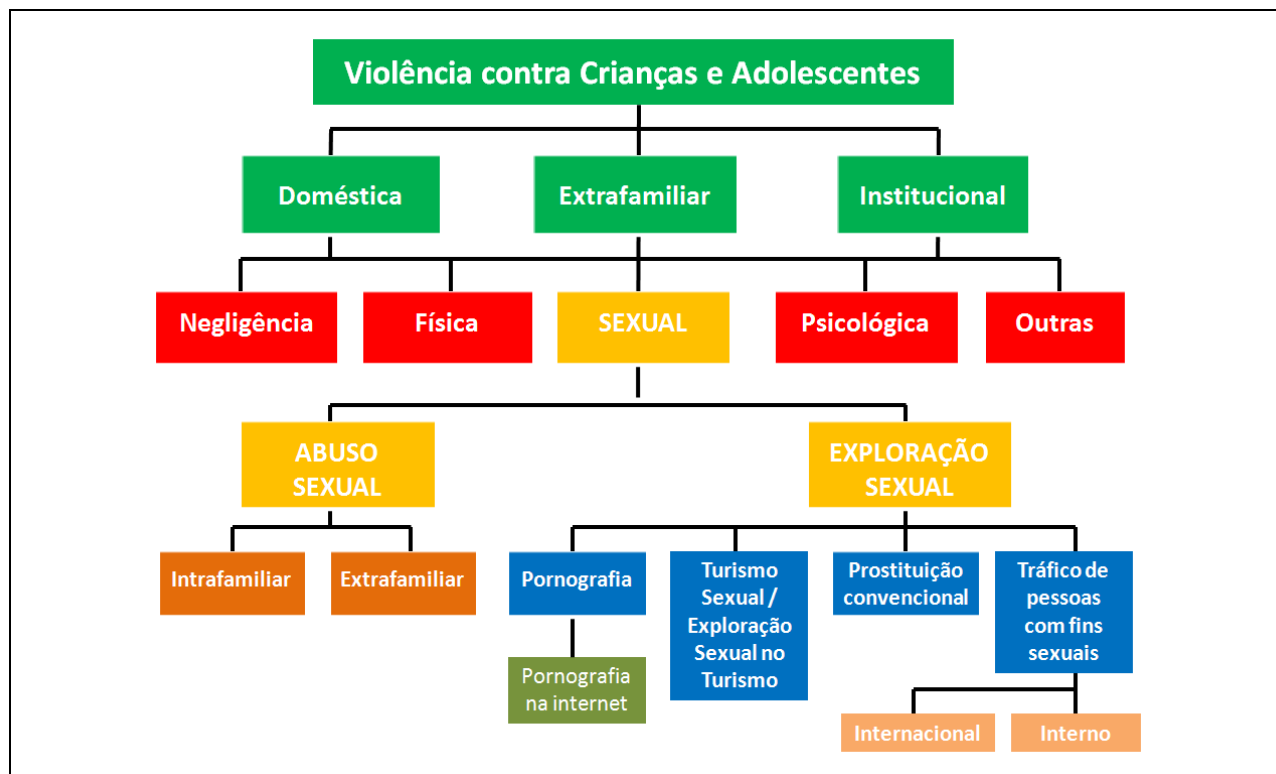 Violência contra Crianças e Adolescentes
Doméstica
Extrafamiliar
Institucional
Negligência
Física
SEXUAL
Psicológica
Outras
ABUSO
SEXUAL
EXPLORAÇÃO
SEXUAL
Intrafamiliar
Extrafamiliar
Pornografia
Turismo
Sexual /
Exploração
Sexual no
Turismo
Prostituição
convencional
Tráfico de
pessoas
com fins
sexuais
Pornografia
na internet
Internacional
Interno